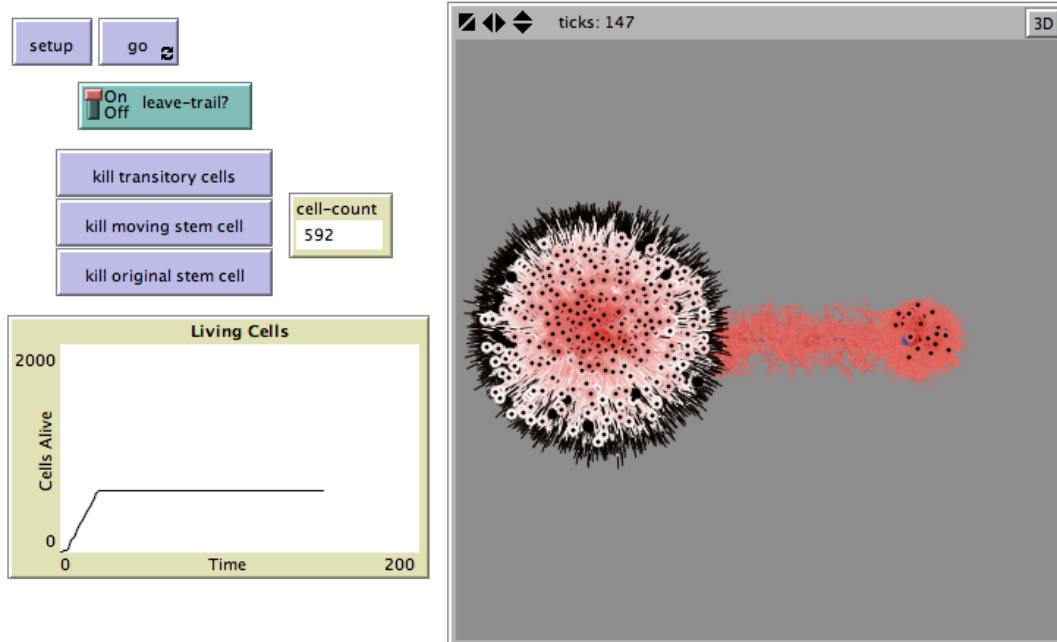 setup
go
ticks: 147
3D
On
Off
leave-trail?
kill transitory cells
kill moving stem cell
kill original stem cell
cell-count
592
Living Cells
2000
Cells Alive
0
0
Time
200